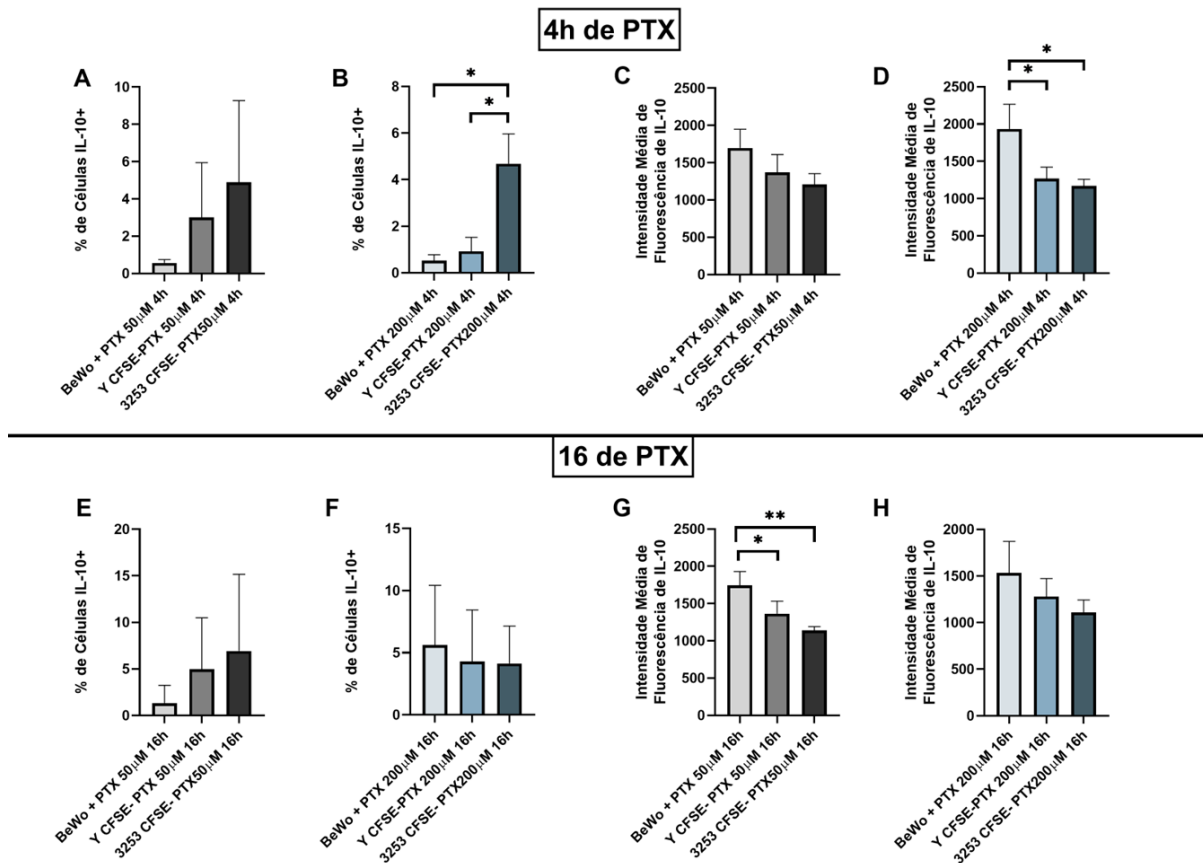 4h de PTX
A
% de Células IL-10+
10
8
6
4
2
0
BeWo + PTX 50µM 4h
Y CFSE-PTX 50µM 4h
3253 CFSE- PTX50µM 4h
B
% de Células IL-10+
8
6
4
2
0
*
*
BeWo + PTX 200µM 4h
Y CFSE-PTX 200µM 4h
3253 CFSE- PTX200µM 4h
C
Intensidade Média de
Fluorescência de IL-10
2500
2000
1500
1000
500
0
BeWo + PTX 50µM 4h
Y CFSE-PTX 50µM 4h
3253 CFSE- PTX50µM 4h
D
Intensidade Média de
Fluorescência de IL-10
2500
2000
1500
1000
500
0
*
*
BeWo + PTX 200µM 4h
Y CFSE-PTX 200µM 4h
3253 CFSE- PTX200µM 4h
16 de PTX
E
% de Células IL-10+
20
15
10
5
0
BeWo + PTX 50µM 16h
Y CFSE- PTX 50µM 16h
3253 CFSE- PTX50µM 16h
F
% de Células IL-10+
15
10
5
0
BeWo + PTX 200µM 16h
Y CFSE-PTX 200µM 16h
3253 CFSE- PTX200µM 16h
G
Intensidade Média de
Fluorescência de IL-10
2500
2000
1500
1000
500
0
**
*
BeWo + PTX 50µM 16h
Y CFSE- PTX 50µM 16h
3253 CFSE- PTX50µM 16h
H
Intensidade Média de
Fluorescência de IL-10
2000
1500
1000
500
0
BeWo + PTX 200µM 16h
Y CFSE-PTX 200µM 16h
3253 CFSE- PTX200µM 16h